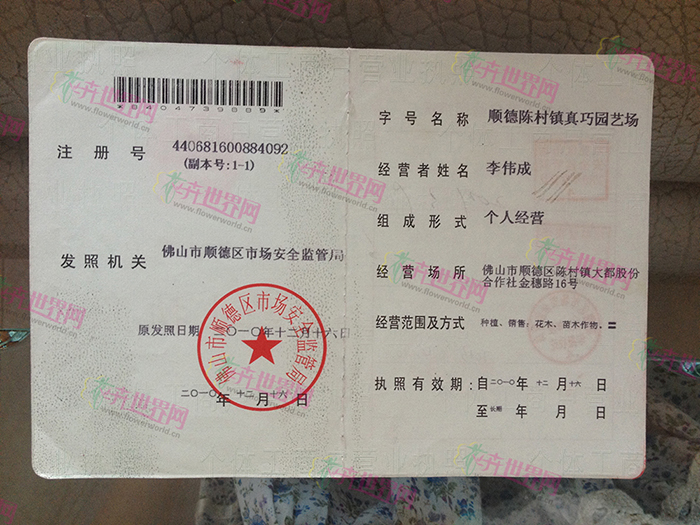 *B4047398B9*
注 册 号 440681600884092
(副本号:1-1)
发 照 机 关 佛山市顺德区市场安全监管局
原发照日期 二〇一〇年十二月十六日
佛山市顺德区市场安全监管局
二〇一〇年 十二月 十六日
字 号 名 称 顺德陈村镇真巧园艺场
经 营 者 姓 名 李伟成
组 成 形 式 个人经营
经 营 场 所 佛山市顺德区陈村镇大都股份
合作社金穗路16号
经营范围及方式 种植、销售：花木、苗木作物。
执 照 有 效 期：自二〇一〇年 十二月 十六日
至长期 年 月 日
花卉世界网
www.flowerworld.cn